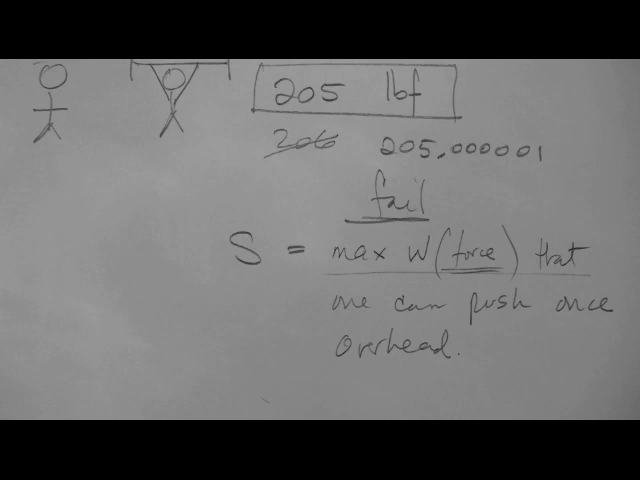 205 lbf
206 205.000001
fail
S = max W (force) that
one can push once
overhead.